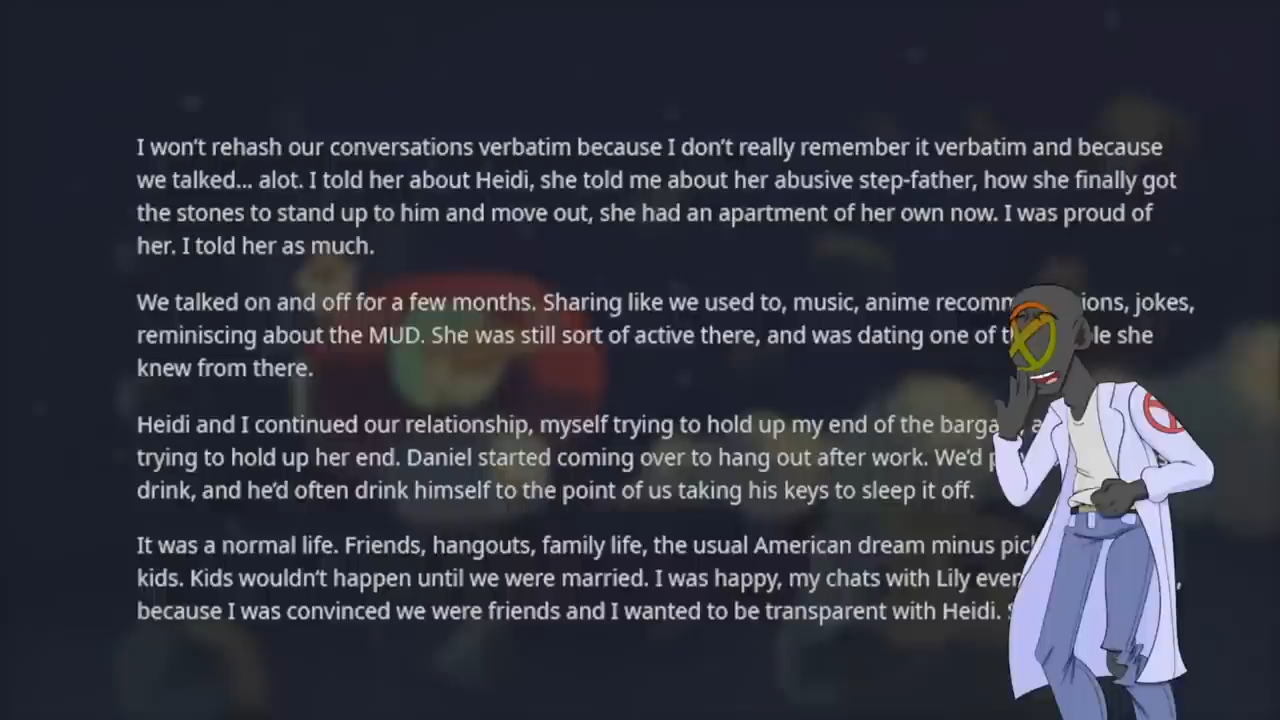 I won't rehash our conversations verbatim because I don't really remember it verbatim and because
we talked... alot. I told her about Heidi, she told me about her abusive step-father, how she finally got
the stones to stand up to him and move out, she had an apartment of her own now. I was proud of
her. I told her as much.
We talked on and off for a few months. Sharing like we used to, music, anime recomm ions, jokes,
reminiscing about the MUD. She was still sort of active there, and was dating one of t le she
knew from there.
Heidi and I continued our relationship, myself trying to hold up my end of the barga
trying to hold up her end. Daniel started coming over to hang out after work. We'd
drink, and he'd often drink himself to the point of us taking his keys to sleep it off.
It was a normal life. Friends, hangouts, family life, the usual American dream minus
kids. Kids wouldn't happen until we were married. I was happy, my chats with Lily
because I was convinced we were friends and I wanted to be transparent with Heidi.